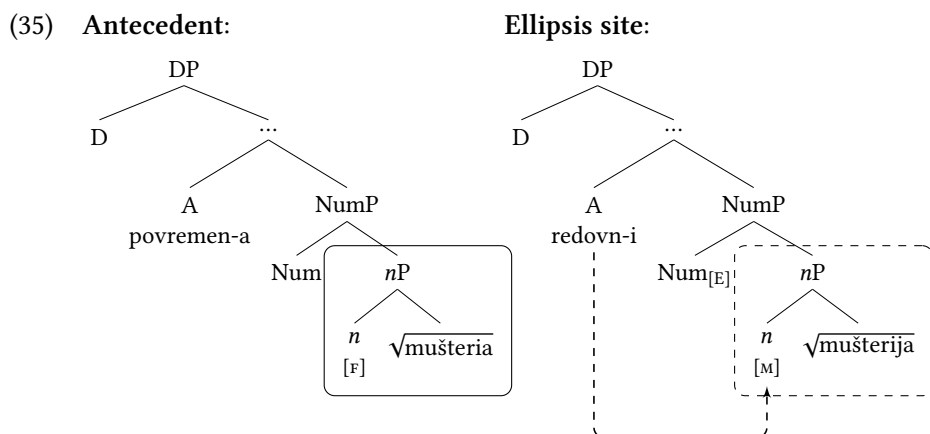 (35) Antecedent: Ellipsis site:
DP DP
D ... D ...
A NumP A NumP
povremen-a redovn-i
Num nP Num[E] nP
n √mušteria n √mušterija
[F] [M]